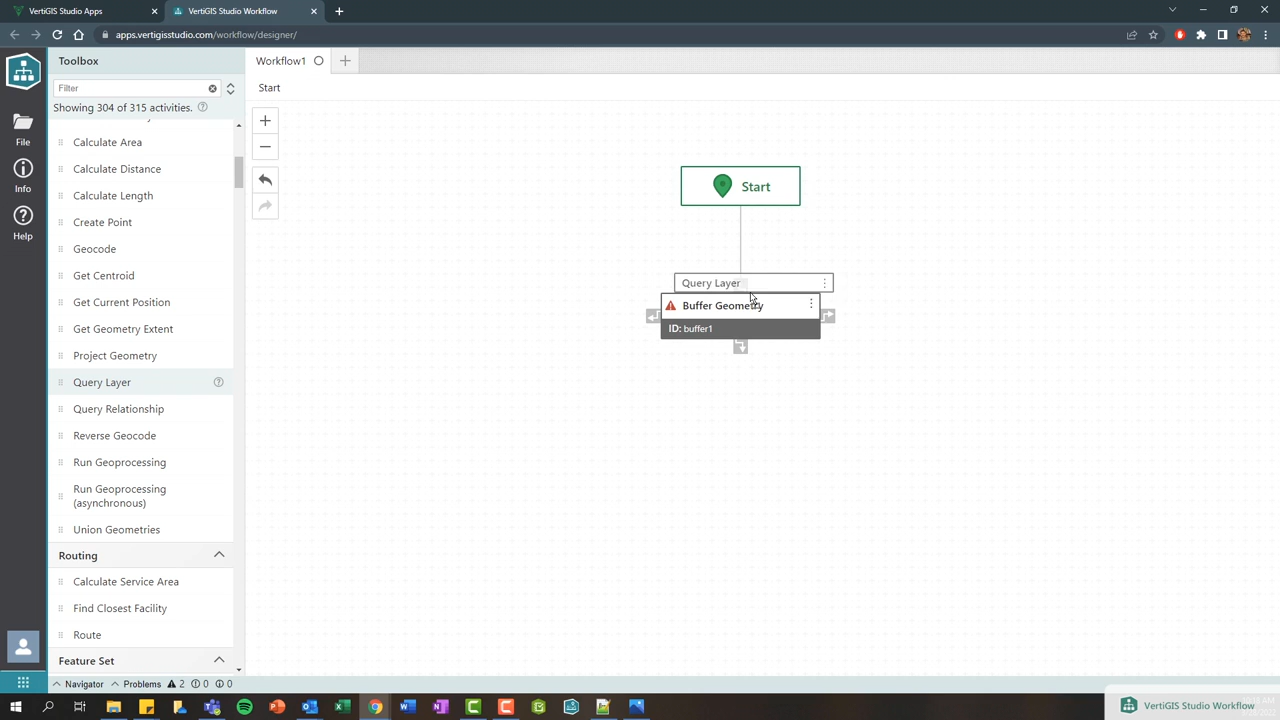 VertiGIS Studio Apps
VertiGIS Studio Workflow
apps.vertigisstudio.com/workflow/designer/
Toolbox
Workflow1
Filter
Start
Showing 304 of 315 activities.
File
Info
Help
Calculate Area
Calculate Distance
Calculate Length
Create Point
Geocode
Get Centroid
Get Current Position
Get Geometry Extent
Project Geometry
Query Layer
Query Relationship
Reverse Geocode
Run Geoprocessing
Run Geoprocessing
(asynchronous)
Union Geometries
Routing
Calculate Service Area
Find Closest Facility
Route
Feature Set
Start
Query Layer
Buffer Geometry
ID: buffer1
Navigator
Problems 2 0 0
VertiGIS Studio Workflow